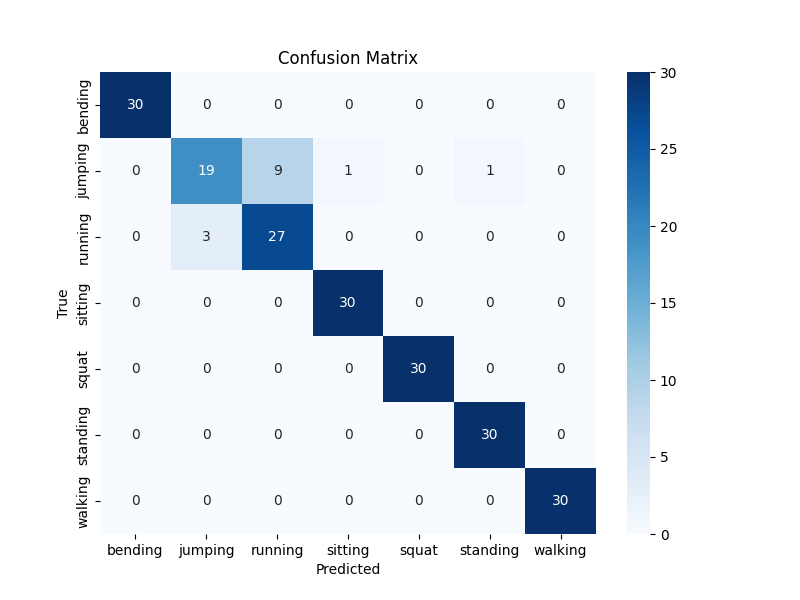 Confusion Matrix
bending 30 0 0 0 0 0 0
jumping 0 19 9 1 0 1 0
running 0 3 27 0 0 0 0
sitting 0 0 0 30 0 0 0
squat 0 0 0 0 30 0 0
standing 0 0 0 0 0 30 0
walking 0 0 0 0 0 0 30
True
bending jumping running sitting squat standing walking
Predicted
30
25
20
15
10
5
0